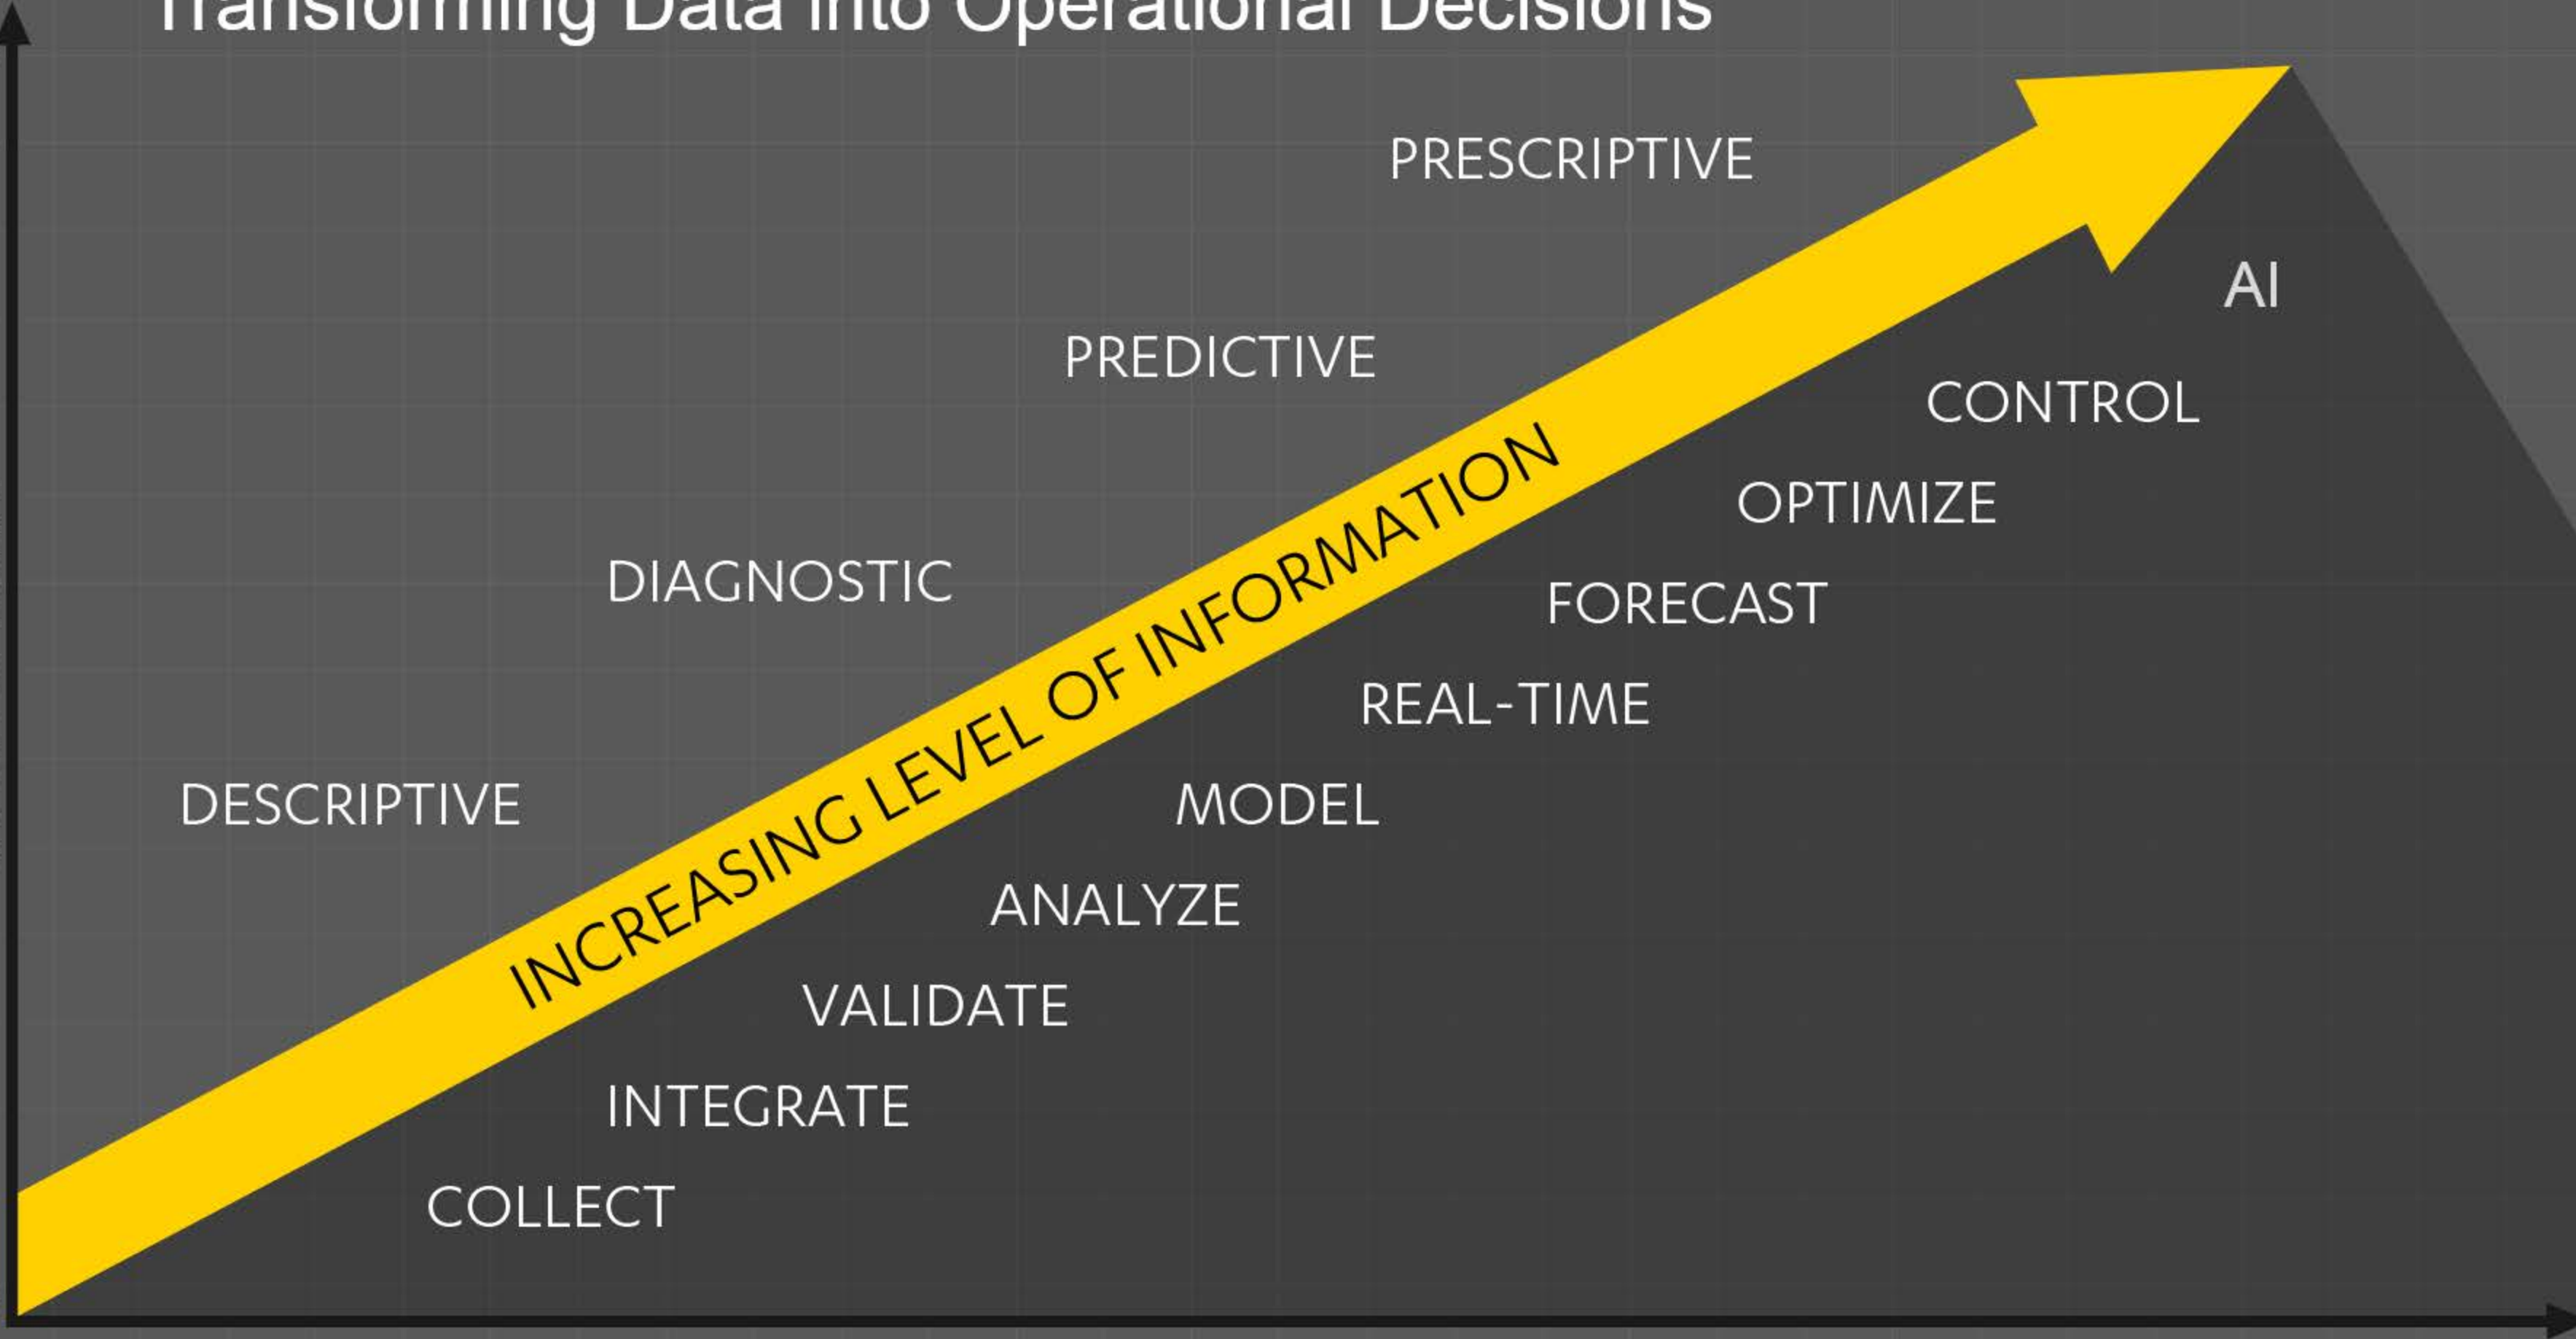 Transforming Data into Operational Decisions
PRESCRIPTIVE
AI
PREDICTIVE
CONTROL
OPTIMIZE
INCREASING LEVEL OF INFORMATION
DIAGNOSTIC
FORECAST
REAL-TIME
DESCRIPTIVE
MODEL
ANALYZE
VALIDATE
INTEGRATE
COLLECT